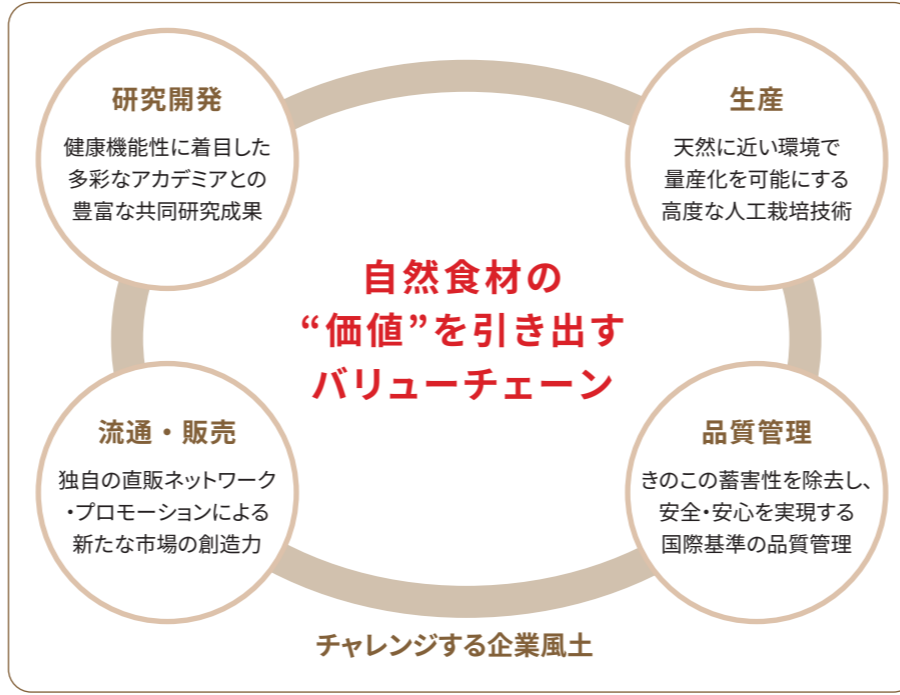 研究開発
健康機能性に着目した
多彩なアカデミアとの
豊富な共同研究成果
生産
天然に近い環境で
量産化を可能にする
高度な人工栽培技術
自然食材の
“価値”を引き出す
バリューチェーン
流通・販売
独自の直販ネットワーク
・プロモーションによる
新たな市場の創造力
品質管理
きのこの蓄害性を除去し、
安全・安心を実現する
国際基準の品質管理
チャレンジする企業風土